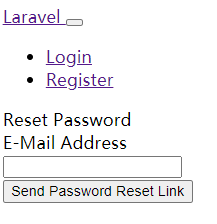 Laravel
Login
Register
Reset Password
E-Mail Address
Send Password Reset Link